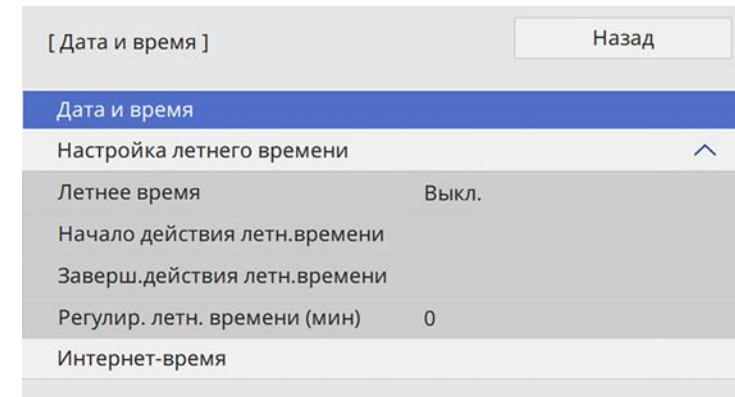 [ Дата и время ]
Назад
Дата и время
Настройка летнего времени
Летнее время Выкл.
Начало действия летн.времени
Заверш.действия летн.времени
Регулир. летн. времени (мин) 0
Интернет-время